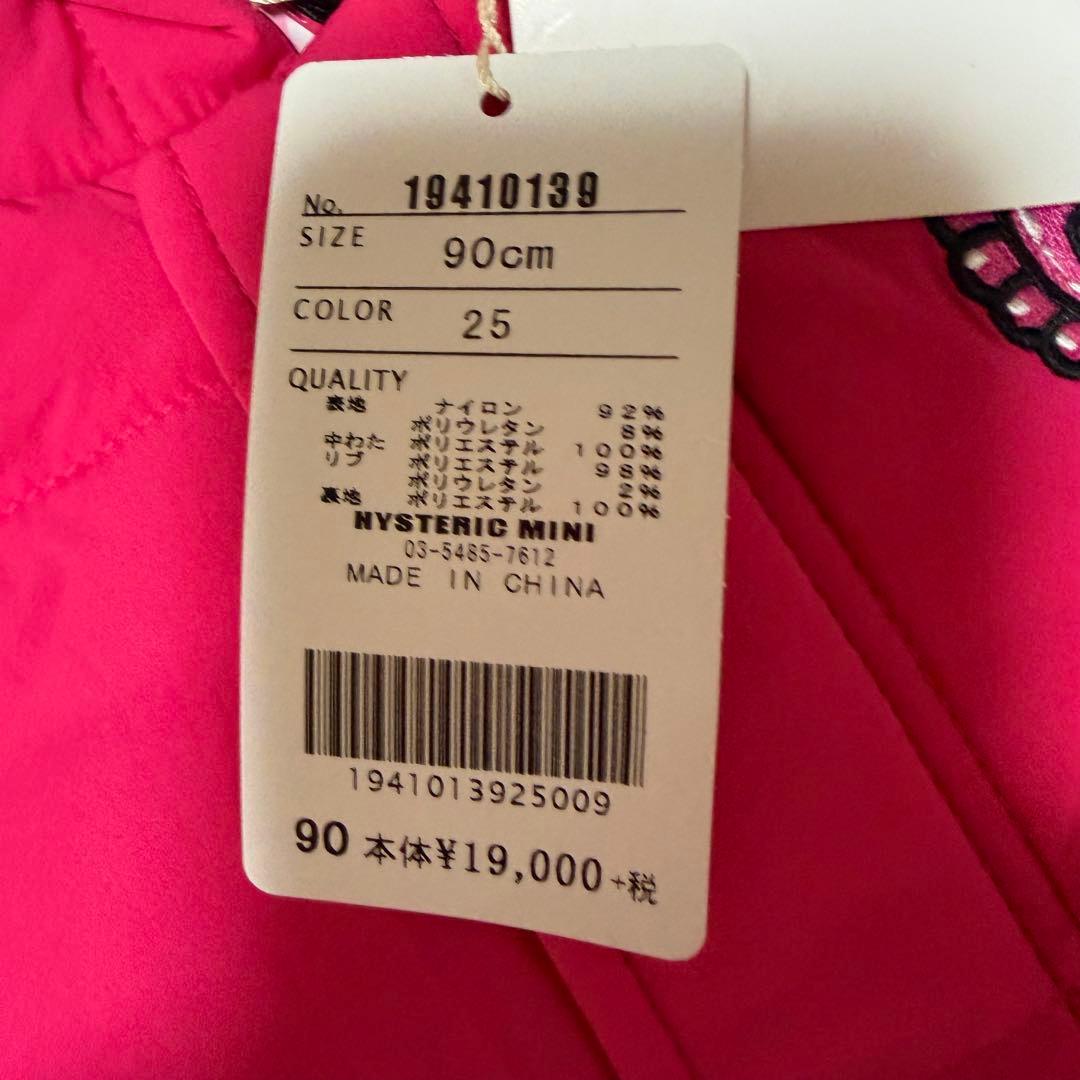 No. 19410139
SIZE 90cm
COLOR 25
QUALITY
表地 ナイロン 92%
ポリウレタン 8%
中わた ポリエステル 100%
リブ ポリエステル 98%
ポリウレタン 2%
裏地 ポリエステル 100%
HYSTERIC MINI
03-5485-7612
MADE IN CHINA
1941013925009
90 本体¥19,000+税